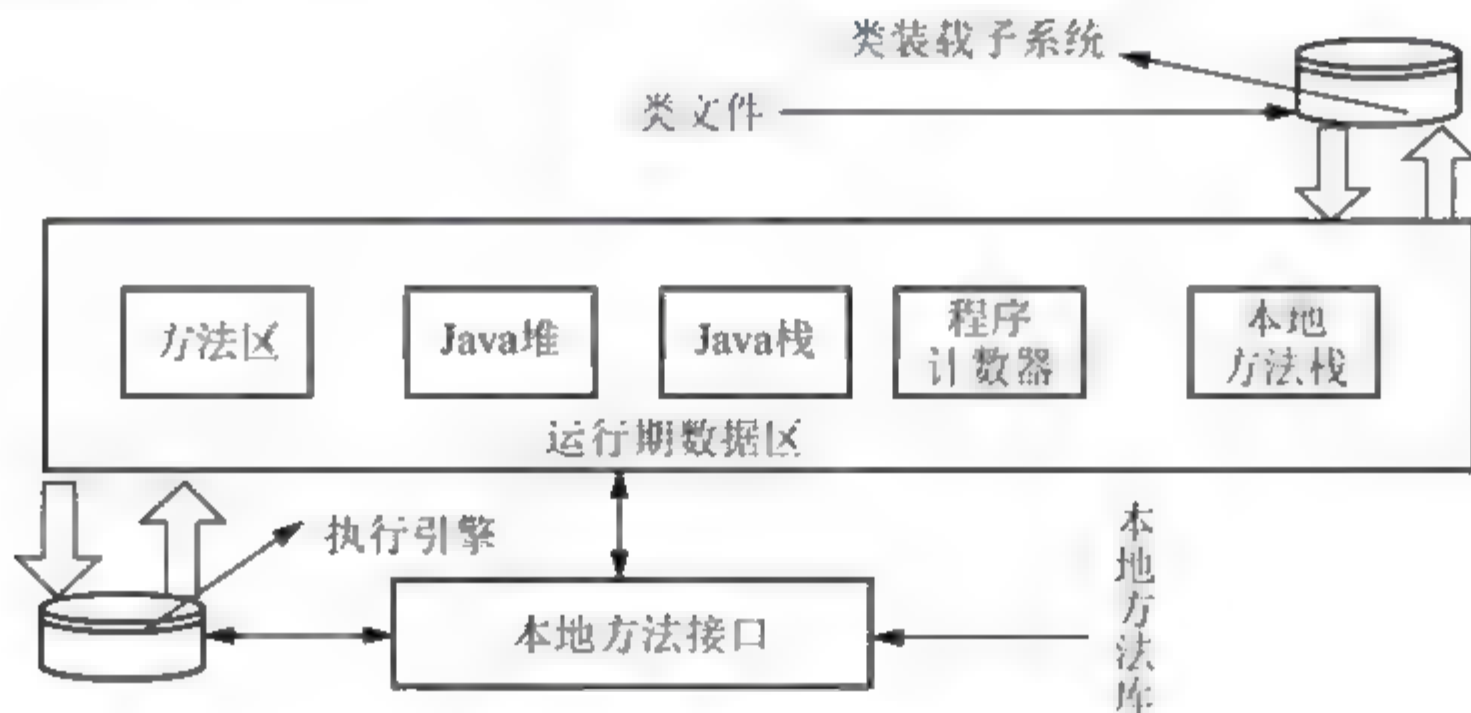 类装载子系统
类文件
方法区
Java堆
Java栈
程序
计数器
本地
方法栈
运行期数据区
执行引擎
本地方法接口
本地方法库